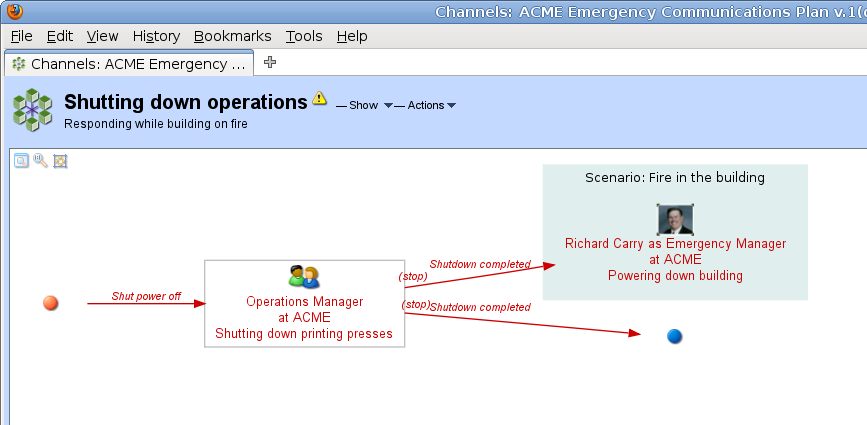 Channels: ACME Emergency Communications Plan v.1(
File Edit View History Bookmarks Tools Help
Channels: ACME Emergency ...
Shutting down operations — Show — Actions
Responding while building on fire
Scenario: Fire in the building
Richard Carry as Emergency Manager
at ACME
Powering down building
Shutdown completed
(stop)
Shut power off
Operations Manager
at ACME
Shutting down printing presses
(stop)
Shutdown completed